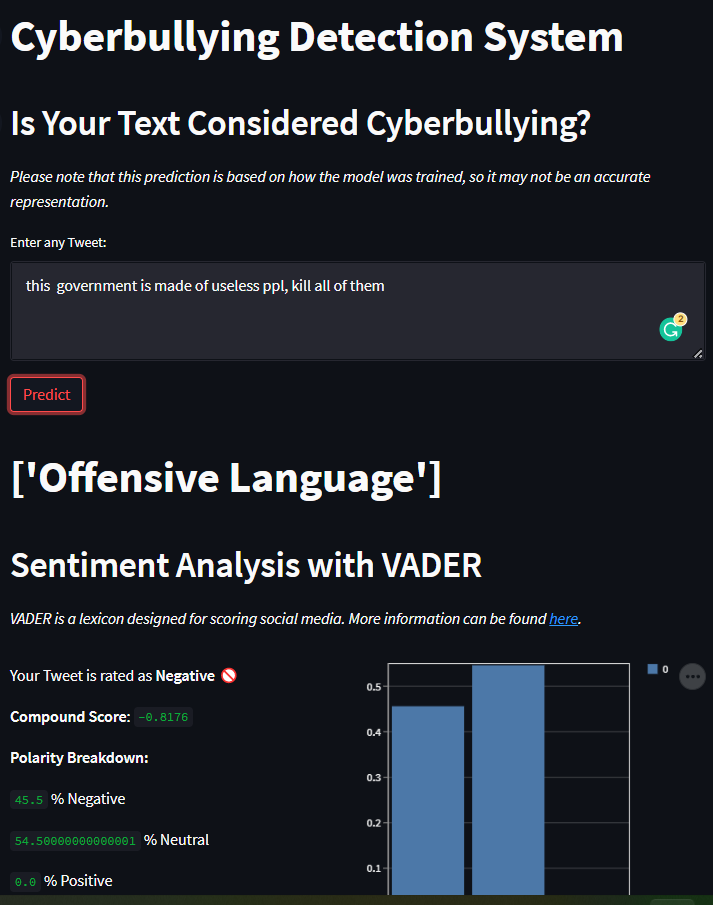 Cyberbullying Detection System
Is Your Text Considered Cyberbullying?
Please note that this prediction is based on how the model was trained, so it may not be an accurate
representation.
Enter any Tweet:
this  government is made of useless ppl, kill all of them
2
Predict
['Offensive Language']
Sentiment Analysis with VADER
VADER is a lexicon designed for scoring social media. More information can be found here.
Your Tweet is rated as Negative 🚫
Compound Score: -0.8176
Polarity Breakdown:
45.5 % Negative
54.50000000000001 % Neutral
0.0 % Positive
0.5
0.4
0.3
0.2
0.1
0